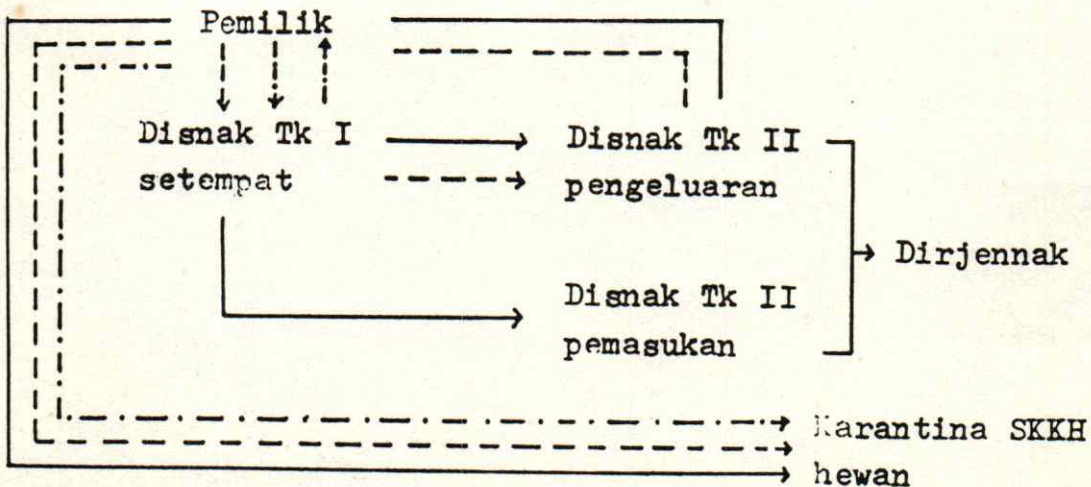 Pemilik
Disnak Tk I
setempat
Disnak Tk II
pengeluaran
Dirjennak
Disnak Tk II
pemasukan
Karantina SKKH
hewan